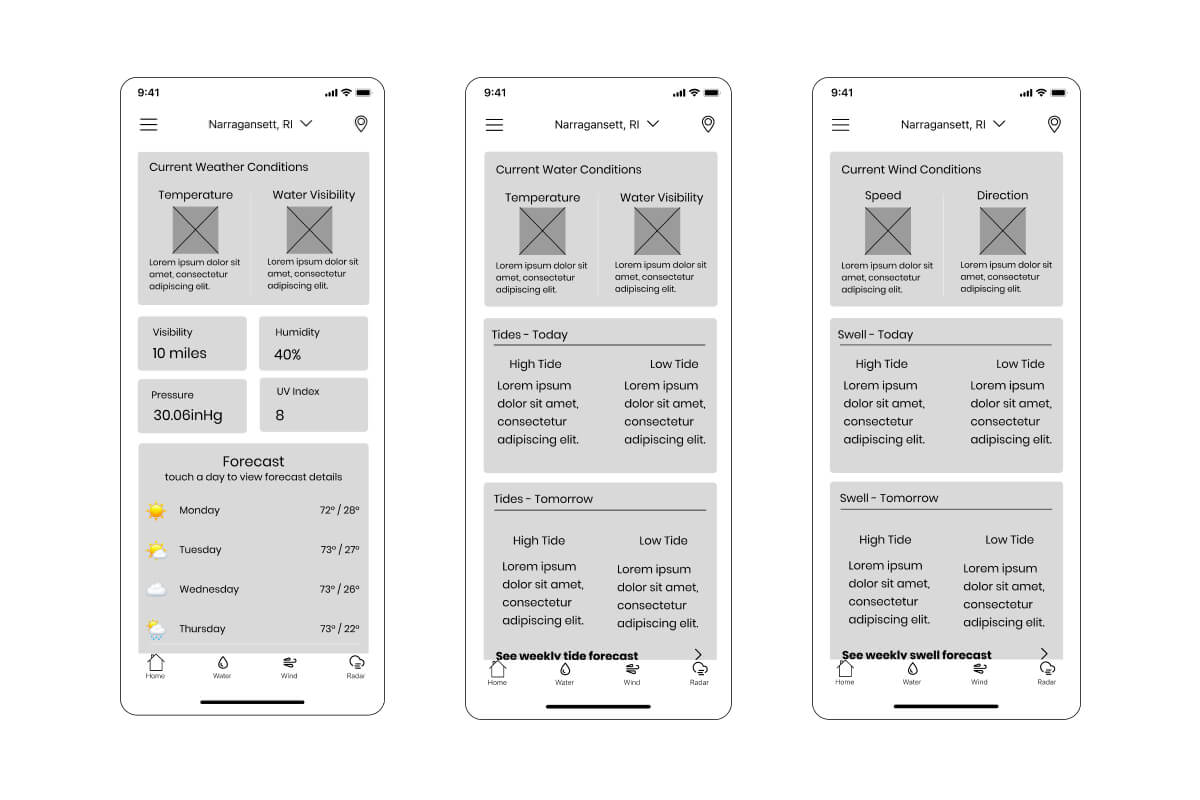 9:41
Narragansett, RI
Current Weather Conditions
Temperature
Water Visibility
Lorem ipsum dolor sit
amet, consectetur
adipiscing elit.
Lorem ipsum dolor sit
amet, consectetur
adipiscing elit.
Visibility
10 miles
Humidity
40%
Pressure
30.06inHg
UV Index
8
Forecast
touch a day to view forecast details
Monday 72° / 28°
Tuesday 73° / 27°
Wednesday 73° / 26°
Thursday 73° / 22°
Home Water Wind Radar
9:41
Narragansett, RI
Current Water Conditions
Temperature
Water Visibility
Lorem ipsum dolor sit
amet, consectetur
adipiscing elit.
Lorem ipsum dolor sit
amet, consectetur
adipiscing elit.
Tides - Today
High Tide
Lorem ipsum
dolor sit amet,
consectetur
adipiscing elit.
Low Tide
Lorem ipsum
dolor sit amet,
consectetur
adipiscing elit.
Tides - Tomorrow
High Tide
Lorem ipsum
dolor sit amet,
consectetur
adipiscing elit.
Low Tide
Lorem ipsum
dolor sit amet,
consectetur
adipiscing elit.
See weekly tide forecast
Home Water Wind Radar
9:41
Narragansett, RI
Current Wind Conditions
Speed
Direction
Lorem ipsum dolor sit
amet, consectetur
adipiscing elit.
Lorem ipsum dolor sit
amet, consectetur
adipiscing elit.
Swell - Today
High Tide
Lorem ipsum
dolor sit amet,
consectetur
adipiscing elit.
Low Tide
Lorem ipsum
dolor sit amet,
consectetur
adipiscing elit.
Swell - Tomorrow
High Tide
Lorem ipsum
dolor sit amet,
consectetur
adipiscing elit.
Low Tide
Lorem ipsum
dolor sit amet,
consectetur
adipiscing elit.
See weekly swell forecast
Home Water Wind Radar